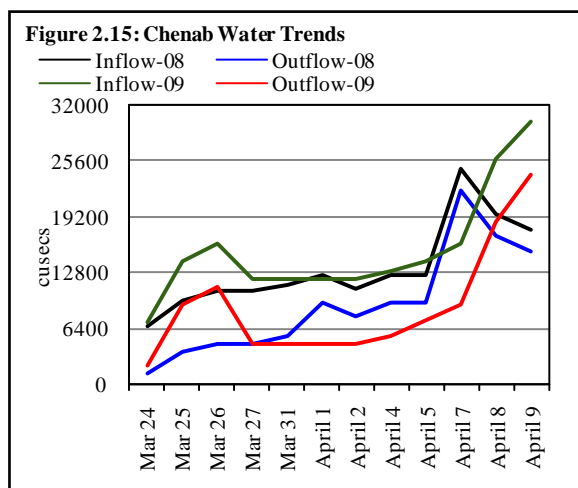 Figure 2.15: Chenab Water Trends
Inflow-08 Outflow-08
Inflow-09 Outflow-09
32000
25600
19200
12800
6400
0
cusecs
Mar 24
Mar 25
Mar 26
Mar 27
Mar 31
April 1
April 2
April 4
April 5
April 7
April 8
April 9